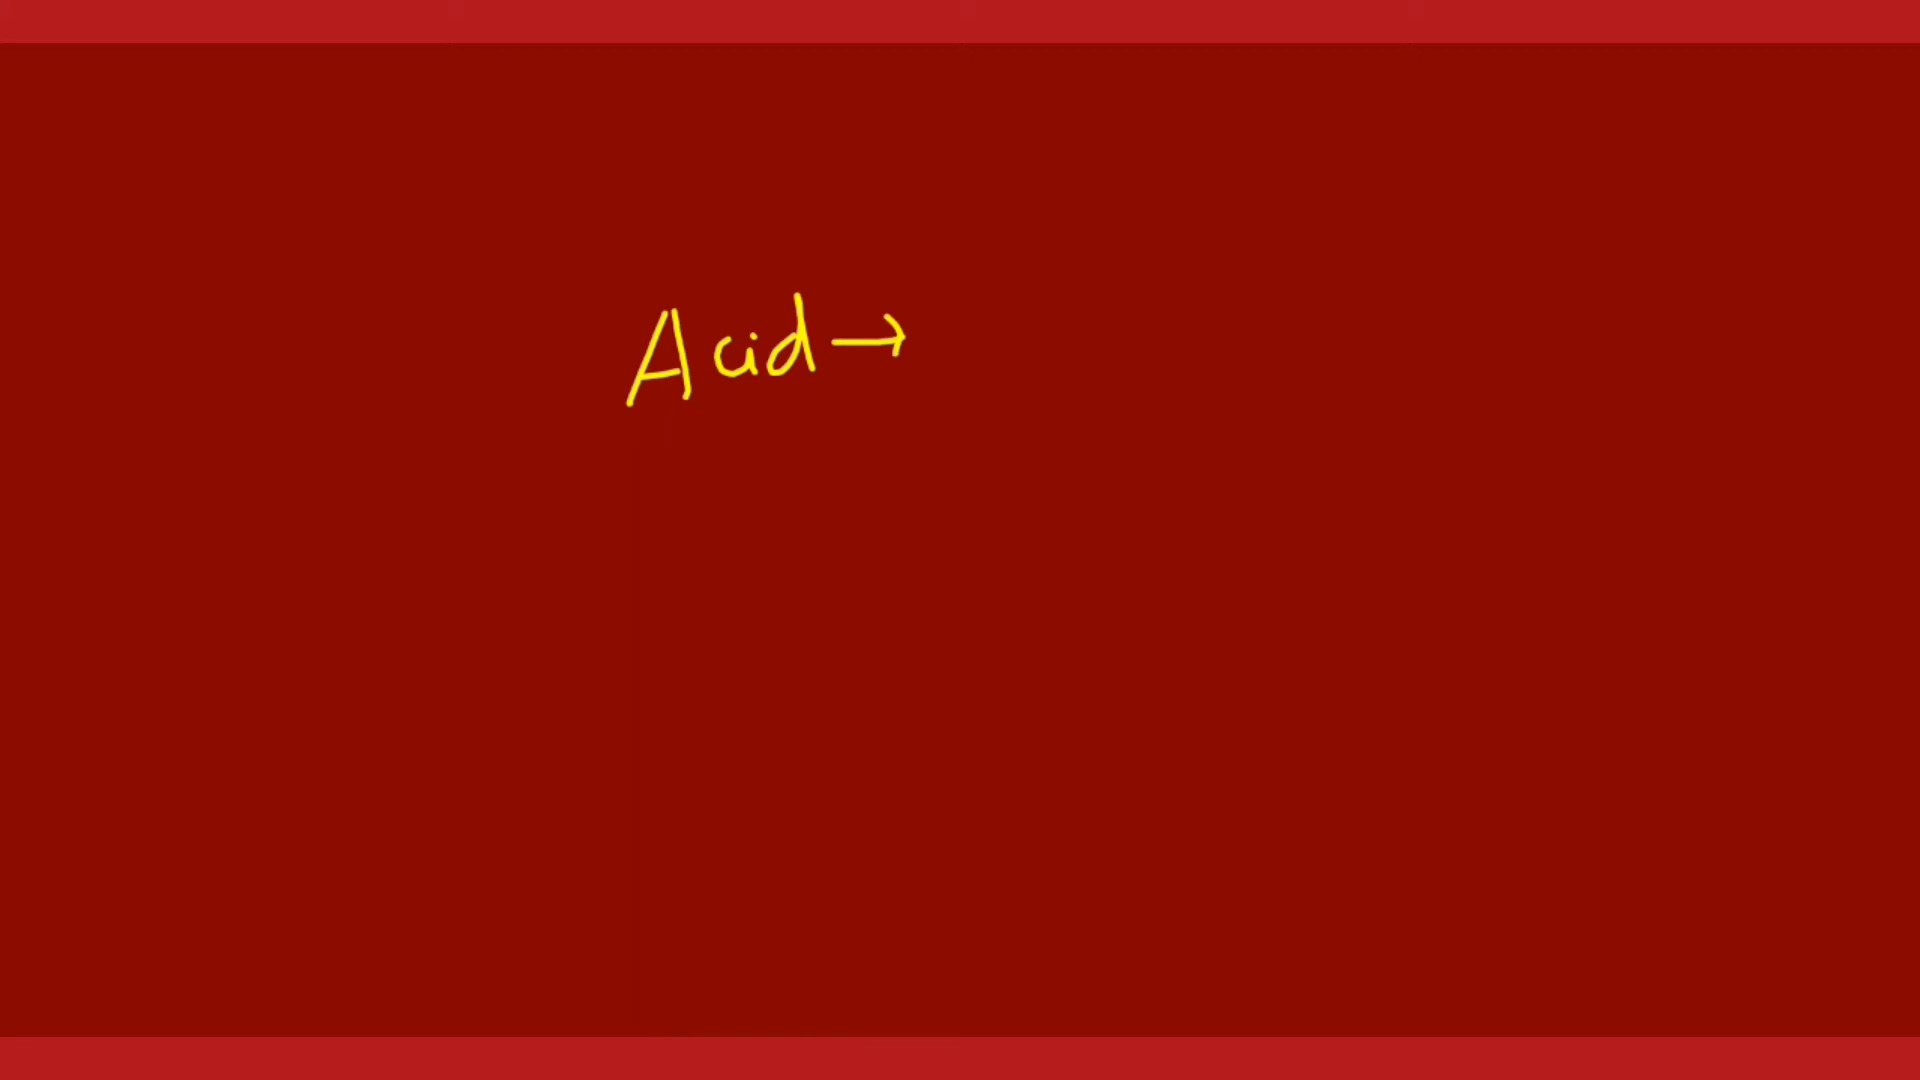 Acid →